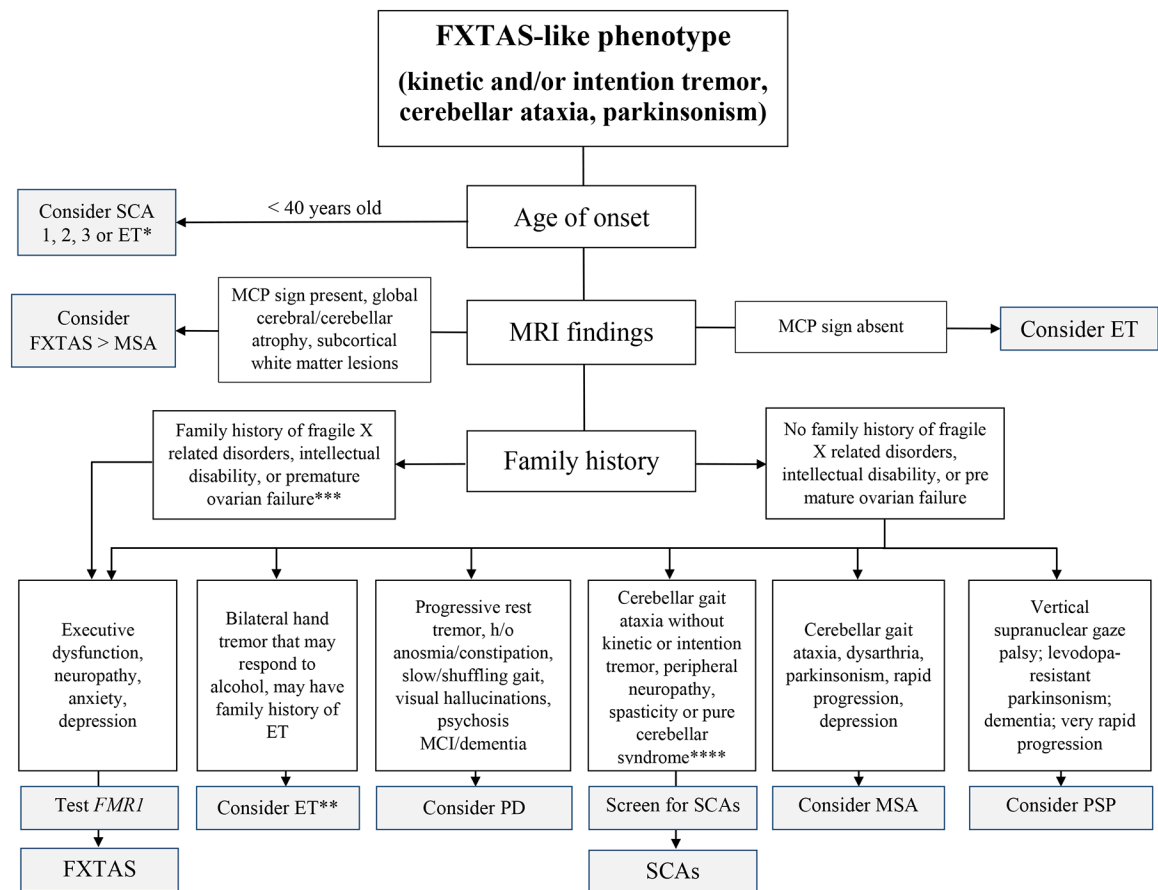 FXTAS-like phenotype
(kinetic and/or intention tremor,
cerebellar ataxia, parkinsonism)
Consider SCA
1, 2, 3 or ET*
< 40 years old
Age of onset
Consider
FXTAS > MSA
MCP sign present, global
cerebral/cerebellar
atrophy, subcortical
white matter lesions
MRI findings
MCP sign absent
Consider ET
Family history of fragile X
related disorders, intellectual
disability, or premature
ovarian failure***
Family history
No family history of fragile
X related disorders,
intellectual disability, or pre
mature ovarian failure
Executive
dysfunction,
neuropathy,
anxiety,
depression
Bilateral hand
tremor that may
respond to
alcohol, may have
family history of
ET
Progressive rest
tremor, h/o
anosmia/constipation,
slow/shuffling gait,
visual hallucinations,
psychosis
MCI/dementia
Cerebellar gait
ataxia without
kinetic or intention
tremor, peripheral
neuropathy,
spasticity or pure
cerebellar
syndrome****
Cerebellar gait
ataxia, dysarthria,
parkinsonism, rapid
progression,
depression
Vertical
supranuclear gaze
palsy; levodopa-
resistant
parkinsonism;
dementia; very rapid
progression
Test FMR1
Consider ET**
Consider PD
Screen for SCAs
Consider MSA
Consider PSP
FXTAS
SCAs